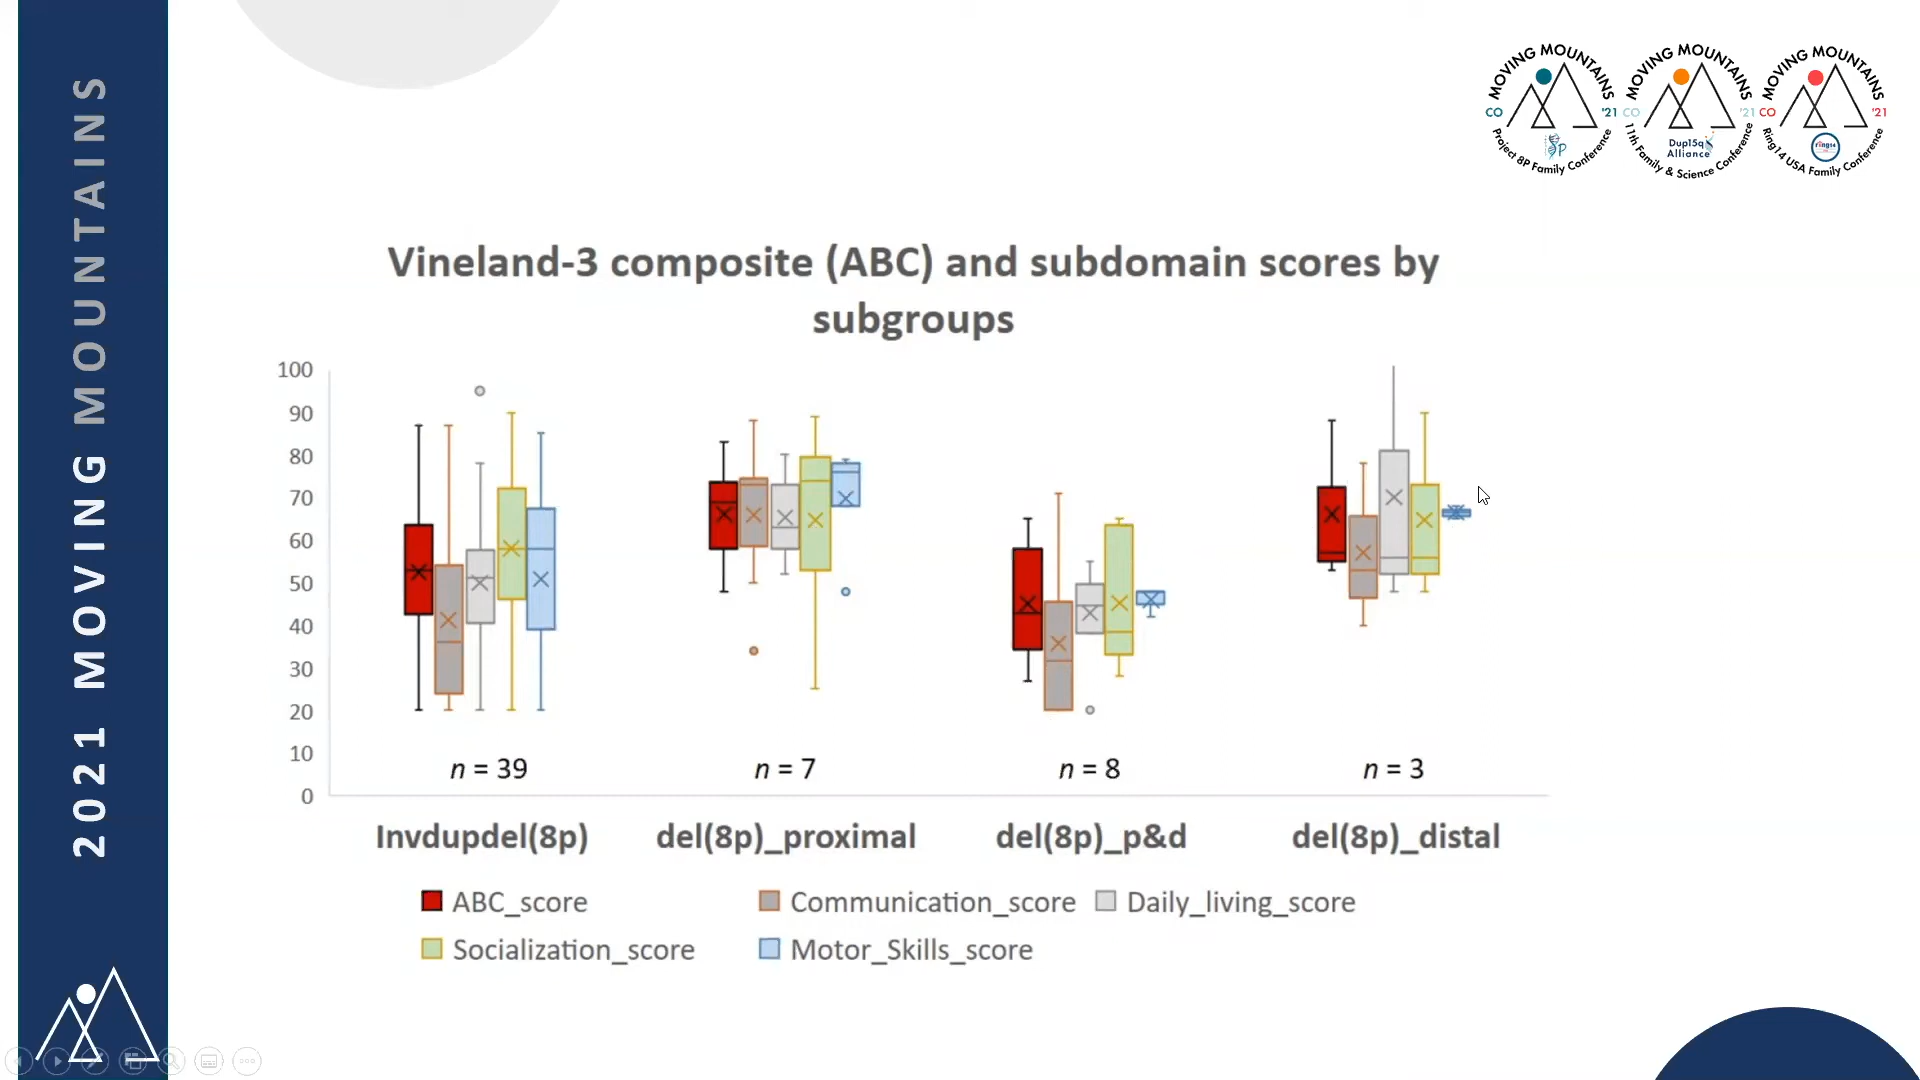 2021 MOVING MOUNTAINS
MOVING MOUNTAINS
CO '21
Project 8P Family Conference
8P
MOVING MOUNTAINS
CO '21
Dup15q
Alliance
11th Family & Science Conference
MOVING MOUNTAINS
CO '21
ring14
Ring14 USA Family Conference
Vineland-3 composite (ABC) and subdomain scores by
subgroups
100
90
80
70
60
50
40
30
20
10
0
n = 39 n = 7 n = 8 n = 3
Invdupdel(8p) del(8p)_proximal del(8p)_p&d del(8p)_distal
ABC_score Communication_score Daily_living_score
Socialization_score Motor_Skills_score